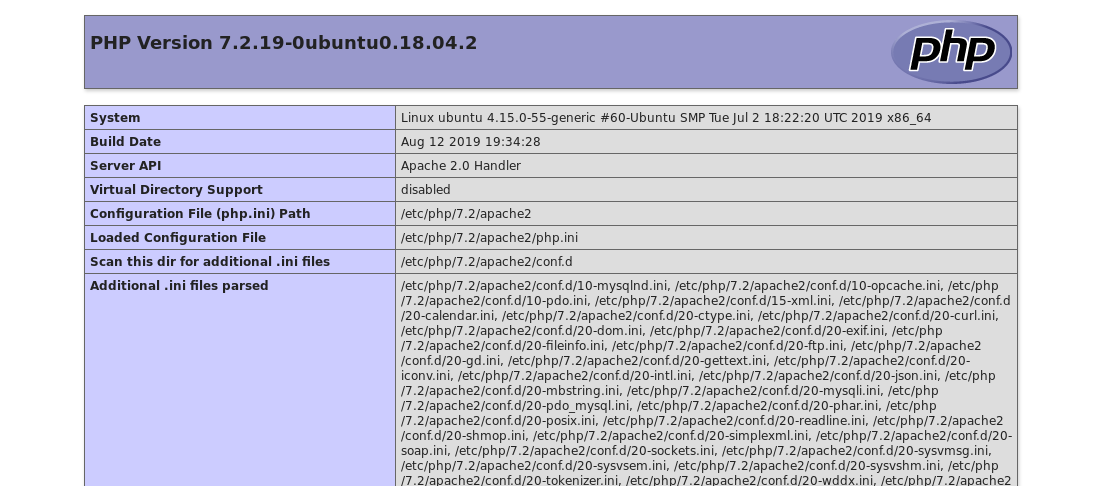 PHP Version 7.2.19-0ubuntu0.18.04.2
php
System Linux ubuntu 4.15.0-55-generic #60-Ubuntu SMP Tue Jul 2 18:22:20 UTC 2019 x86_64
Build Date Aug 12 2019 19:34:28
Server API Apache 2.0 Handler
Virtual Directory Support disabled
Configuration File (php.ini) Path /etc/php/7.2/apache2
Loaded Configuration File /etc/php/7.2/apache2/php.ini
Scan this dir for additional .ini files /etc/php/7.2/apache2/conf.d
Additional .ini files parsed /etc/php/7.2/apache2/conf.d/10-mysqlnd.ini, /etc/php/7.2/apache2/conf.d/10-opcache.ini, /etc/php
/7.2/apache2/conf.d/10-pdo.ini, /etc/php/7.2/apache2/conf.d/15-xml.ini, /etc/php/7.2/apache2/conf.d
/20-calendar.ini, /etc/php/7.2/apache2/conf.d/20-ctype.ini, /etc/php/7.2/apache2/conf.d/20-curl.ini,
/etc/php/7.2/apache2/conf.d/20-dom.ini, /etc/php/7.2/apache2/conf.d/20-exif.ini, /etc/php
/7.2/apache2/conf.d/20-fileinfo.ini, /etc/php/7.2/apache2/conf.d/20-ftp.ini, /etc/php/7.2/apache2
/conf.d/20-gd.ini, /etc/php/7.2/apache2/conf.d/20-gettext.ini, /etc/php/7.2/apache2/conf.d/20-
iconv.ini, /etc/php/7.2/apache2/conf.d/20-intl.ini, /etc/php/7.2/apache2/conf.d/20-json.ini, /etc/php
/7.2/apache2/conf.d/20-mbstring.ini, /etc/php/7.2/apache2/conf.d/20-mysqli.ini, /etc/php
/7.2/apache2/conf.d/20-pdo_mysql.ini, /etc/php/7.2/apache2/conf.d/20-phar.ini, /etc/php
/7.2/apache2/conf.d/20-posix.ini, /etc/php/7.2/apache2/conf.d/20-readline.ini, /etc/php/7.2/apache2
/conf.d/20-shmop.ini, /etc/php/7.2/apache2/conf.d/20-simplexml.ini, /etc/php/7.2/apache2/conf.d/20-
soap.ini, /etc/php/7.2/apache2/conf.d/20-sockets.ini, /etc/php/7.2/apache2/conf.d/20-sysvmsg.ini,
/etc/php/7.2/apache2/conf.d/20-sysvsem.ini, /etc/php/7.2/apache2/conf.d/20-sysvshm.ini, /etc/php
/7.2/apache2/conf.d/20-tokenizer.ini, /etc/php/7.2/apache2/conf.d/20-wddx.ini, /etc/php/7.2/apache2